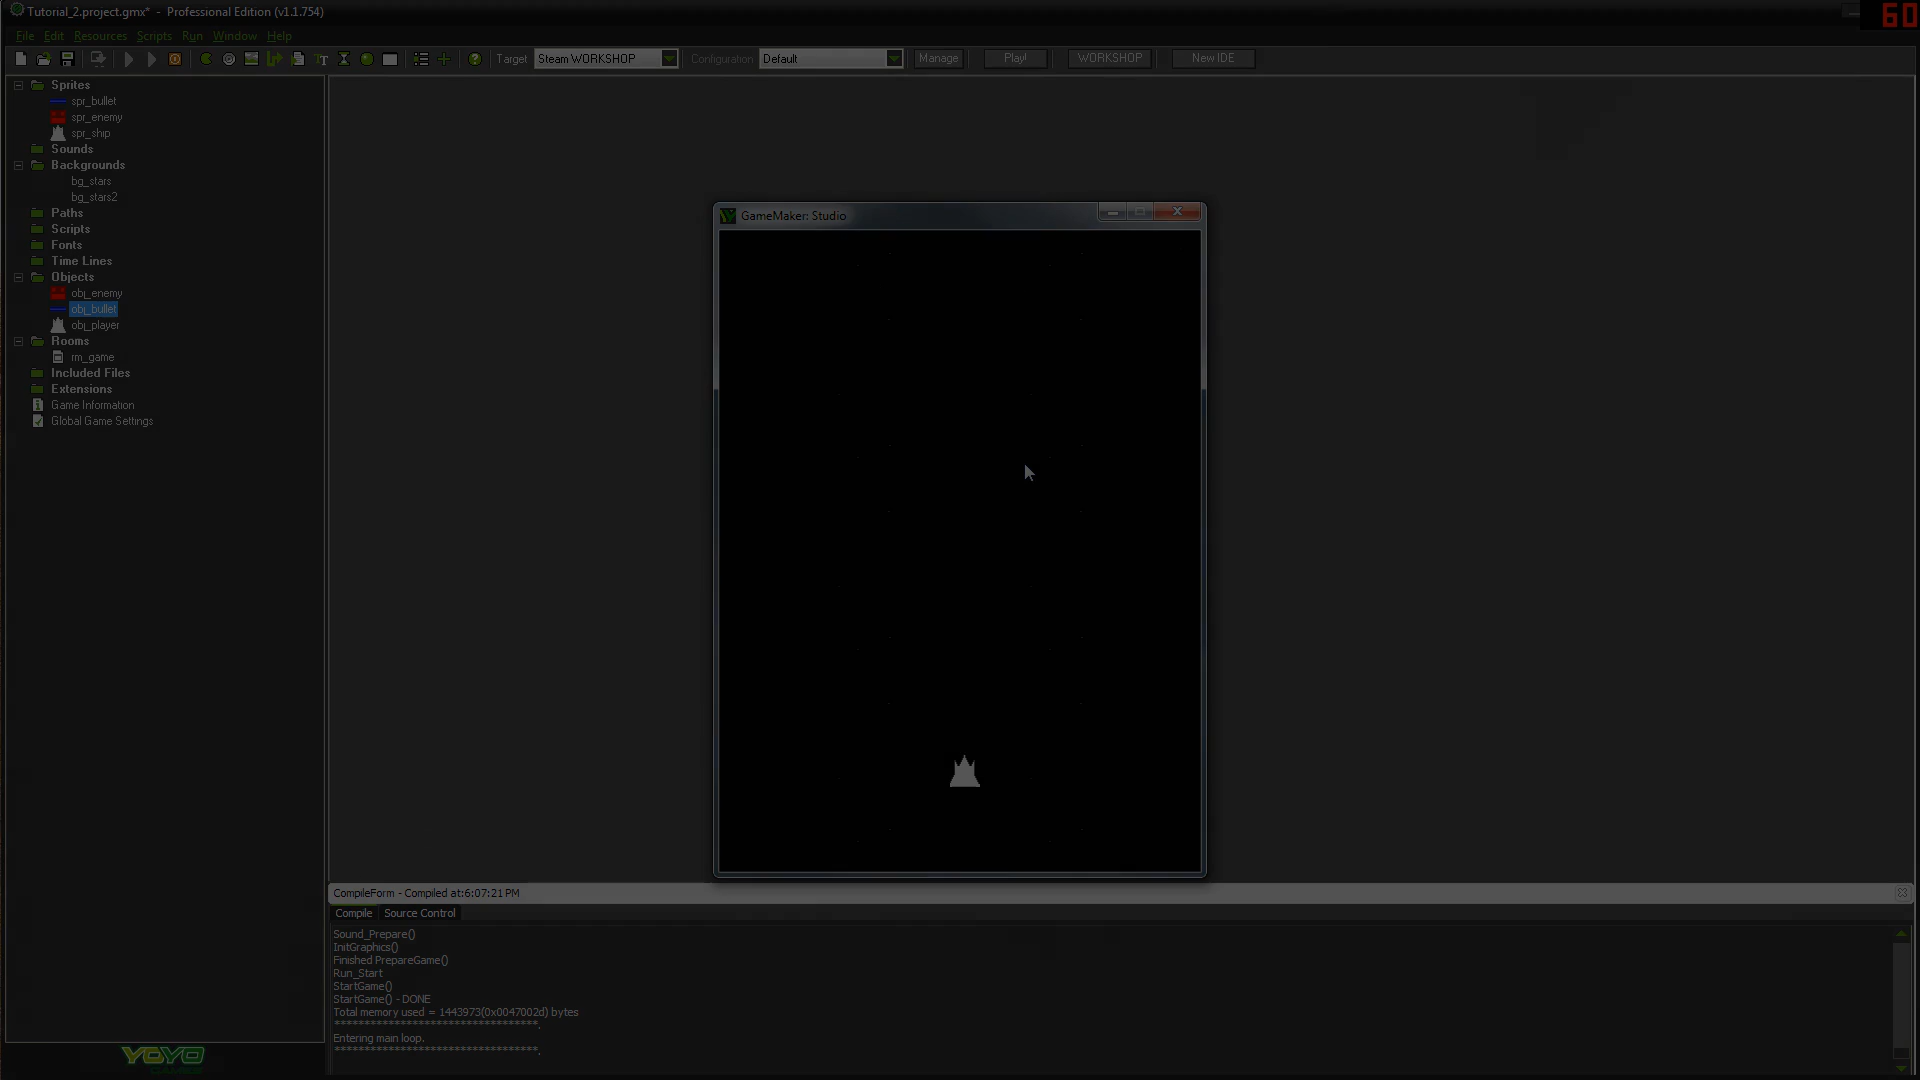 Tutorial_2.project.gmx* - Professional Edition (v1.1.754)
60
File Edit Resources Scripts Run Window Help
Target Steam WORKSHOP Configuration Default Manage Play! WORKSHOP New IDE
Sprites
spr_bullet
spr_enemy
spr_ship
Sounds
Backgrounds
bg_stars
bg_stars2
Paths
Scripts
Fonts
Time Lines
Objects
obj_enemy
obj_bullet
obj_player
Rooms
rm_game
Included Files
Extensions
Game Information
Global Game Settings
GameMaker: Studio
CompileForm - Compiled at:6:07:21 PM
Compile Source Control
Sound_Prepare()
InitGraphics()
Finished PrepareGame()
Run_Start
StartGame()
StartGame() - DONE
Total memory used = 1443973(0x0047002d) bytes
**********************************.
Entering main loop.
**********************************.
YOYO
GAMES